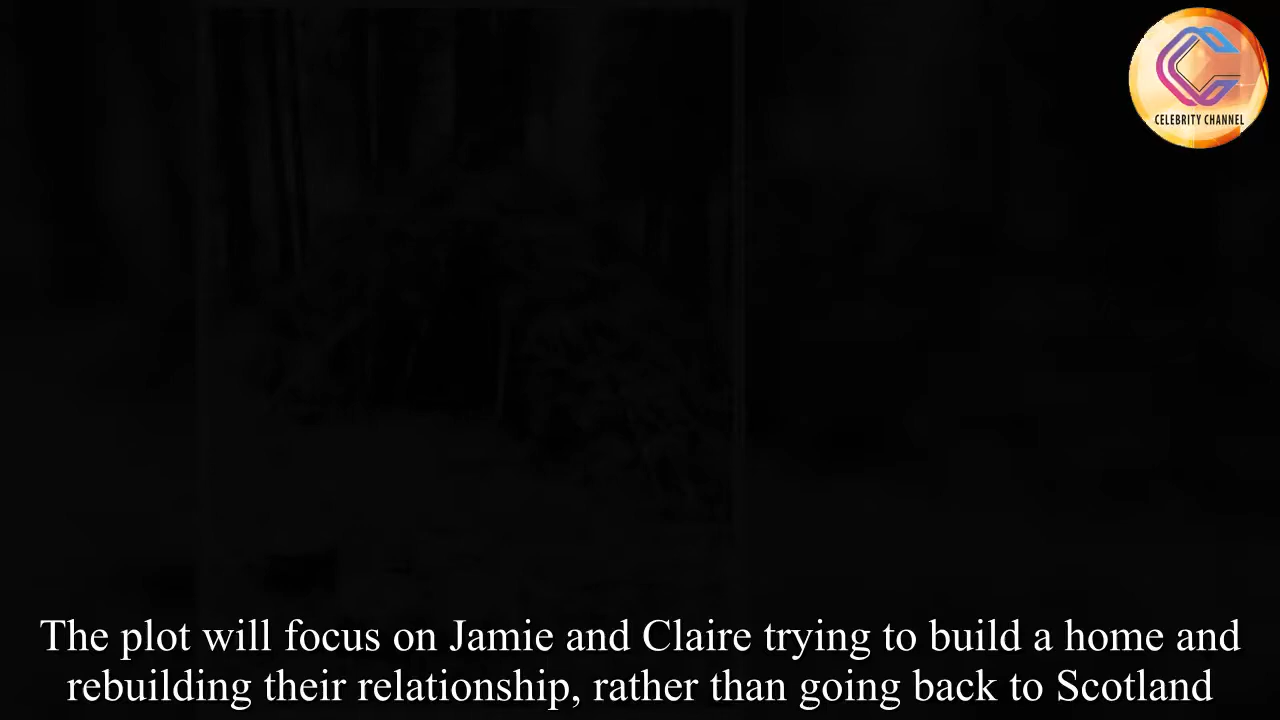 CELEBRITY CHANNEL
The plot will focus on Jamie and Claire trying to build a home and
rebuilding their relationship, rather than going back to Scotland